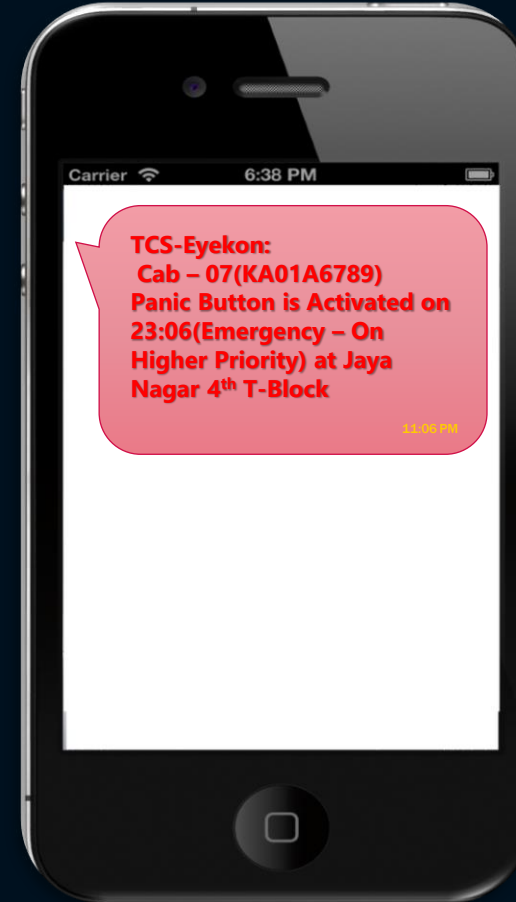 Carrier 6:38 PM
TCS-Eyekon:
Cab – 07(KA01A6789)
Panic Button is Activated on
23:06(Emergency – On
Higher Priority) at Jaya
Nagar 4th T-Block
11:06 PM